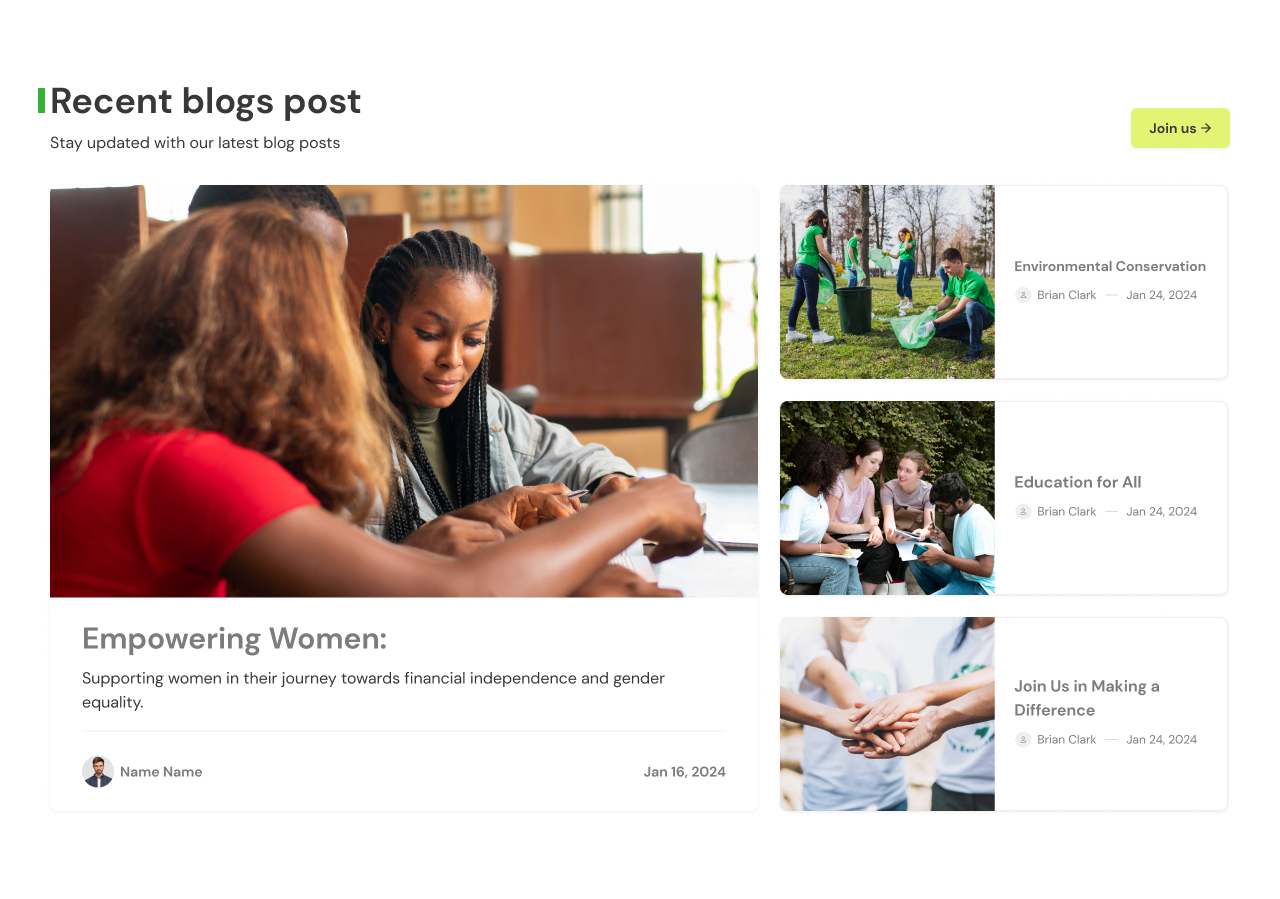 Recent blogs post
Stay updated with our latest blog posts
Join us →
Empowering Women:
Supporting women in their journey towards financial independence and gender
equality.
Name Name
Jan 16, 2024
Environmental Conservation
Brian Clark — Jan 24, 2024
Education for All
Brian Clark — Jan 24, 2024
Join Us in Making a
Difference
Brian Clark — Jan 24, 2024